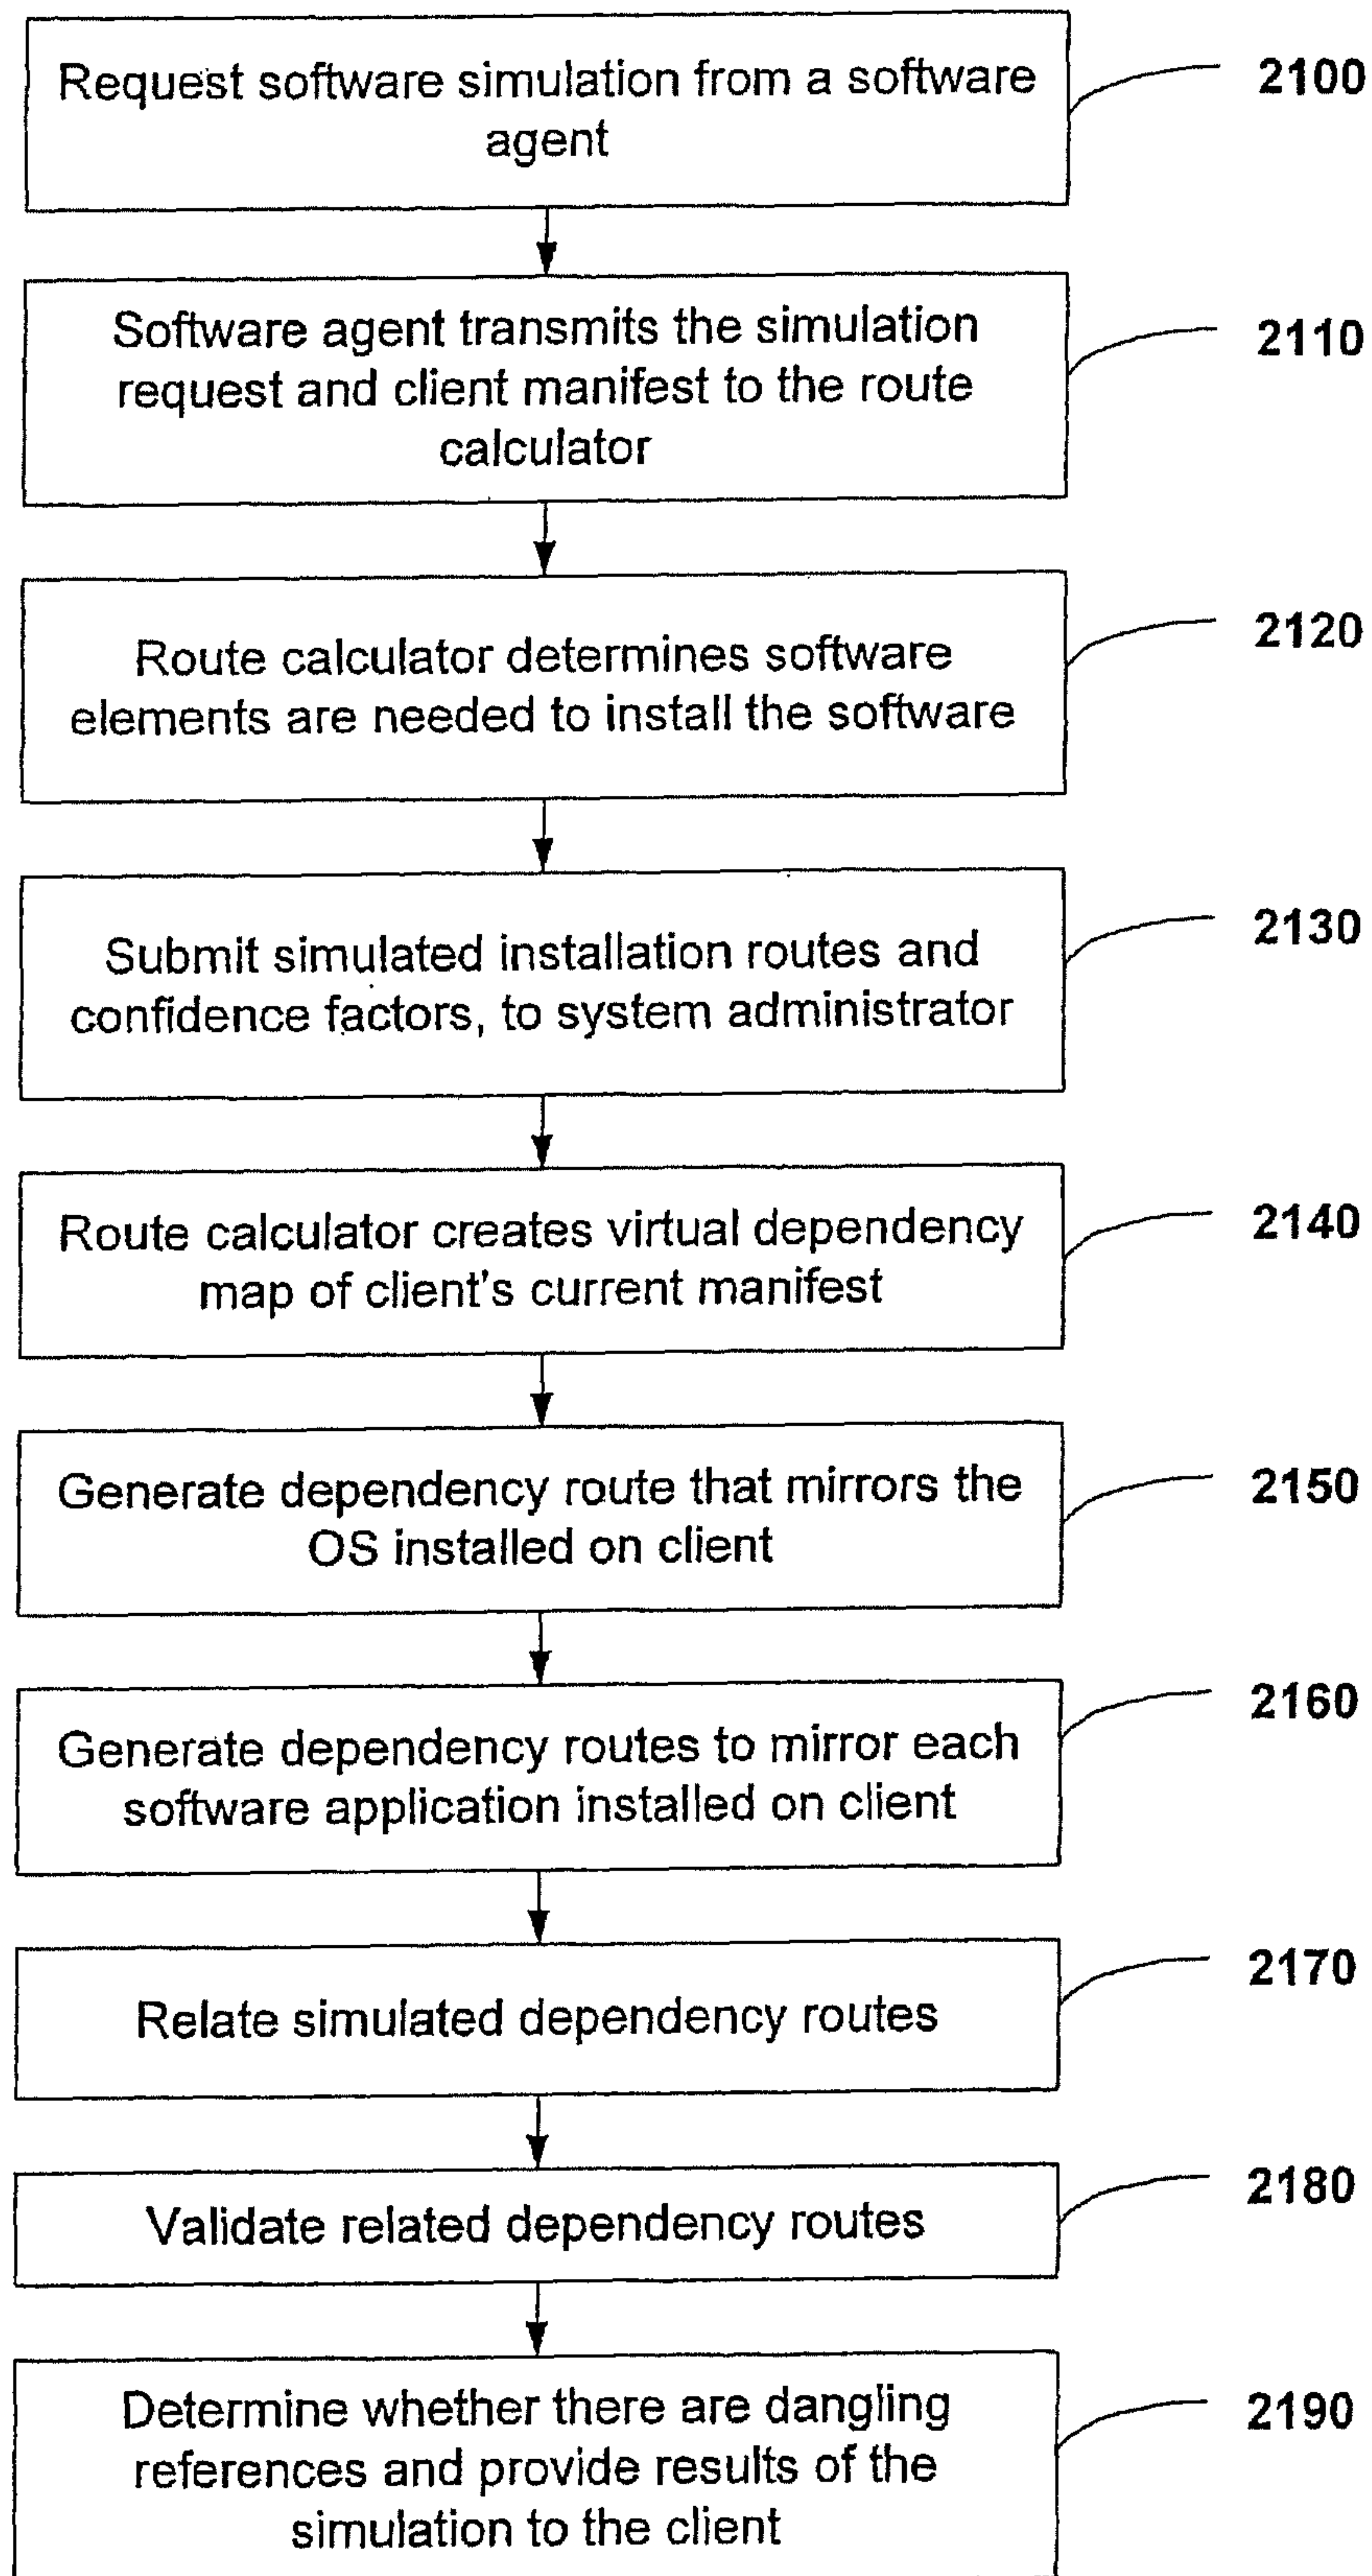 Request software simulation from a software
agent
2100
Software agent transmits the simulation
request and client manifest to the route
calculator
2110
Route calculator determines software
elements are needed to install the software
2120
Submit simulated installation routes and
confidence factors, to system administrator
2130
Route calculator creates virtual dependency
map of client's current manifest
2140
Generate dependency route that mirrors the
OS installed on client
2150
Generate dependency routes to mirror each
software application installed on client
2160
Relate simulated dependency routes
2170
Validate related dependency routes
2180
Determine whether there are dangling
references and provide results of the
simulation to the client
2190